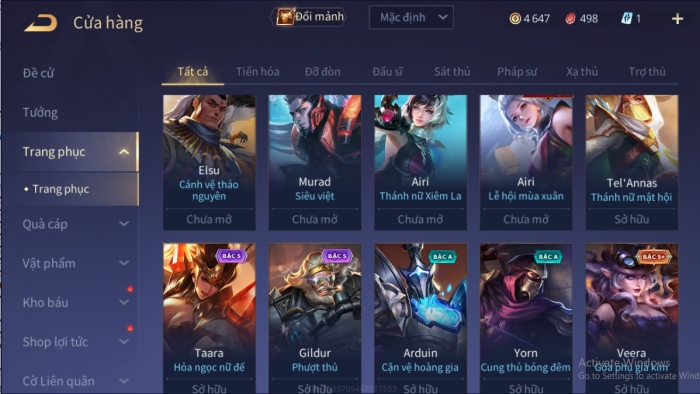 Cửa hàng
Đổi mảnh
Mặc định
4 647
498
1
Đề cử
Tướng
Trang phục
Trang phục
Quà cáp
Vật phẩm
Kho báu
Shop lợi tức
Cờ Liên quân
Tất cả
Tiến hóa
Đỡ đòn
Đấu sĩ
Sát thủ
Pháp sư
Xạ thủ
Trợ thủ
Elsu
Cảnh vệ thảo
nguyên
Chưa mở
Murad
Siêu việt
Chưa mở
Airi
Thánh nữ Xiêm La
Chưa mở
Airi
Lễ hội mùa xuân
Chưa mở
Tel'Annas
Thánh nữ mật hội
Sở hữu
BẬC S
Taara
Hỏa ngọc nữ đế
Sở hữu
BẬC S
Gildur
Phượt thủ
Sở hữu
BẬC A
Arduin
Cận vệ hoàng gia
Sở hữu
BẬC A
Yorn
Cung thủ bóng đêm
Sở hữu
BẬC S+
Veera
Góa phụ giả kim
Sở hữu
Activate Windows
Go to Settings to activate Wind